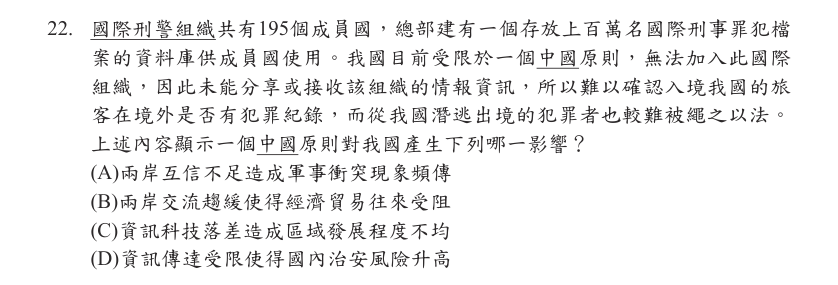 22. 國際刑警組織共有195個成員國，總部建有一個存放上百萬名國際刑事罪犯檔
案的資料庫供成員國使用。我國目前受限於一個中國原則，無法加入此國際
組織，因此未能分享或接收該組織的情報資訊，所以難以確認入境我國的旅
客在境外是否有犯罪紀錄，而從我國潛逃出境的犯罪者也較難被繩之以法。
上述內容顯示一個中國原則對我國產生下列哪一影響？
(A)兩岸互信不足造成軍事衝突現象頻傳
(B)兩岸交流趨緩使得經濟貿易往來受阻
(C)資訊科技落差造成區域發展程度不均
(D)資訊傳達受限使得國內治安風險升高